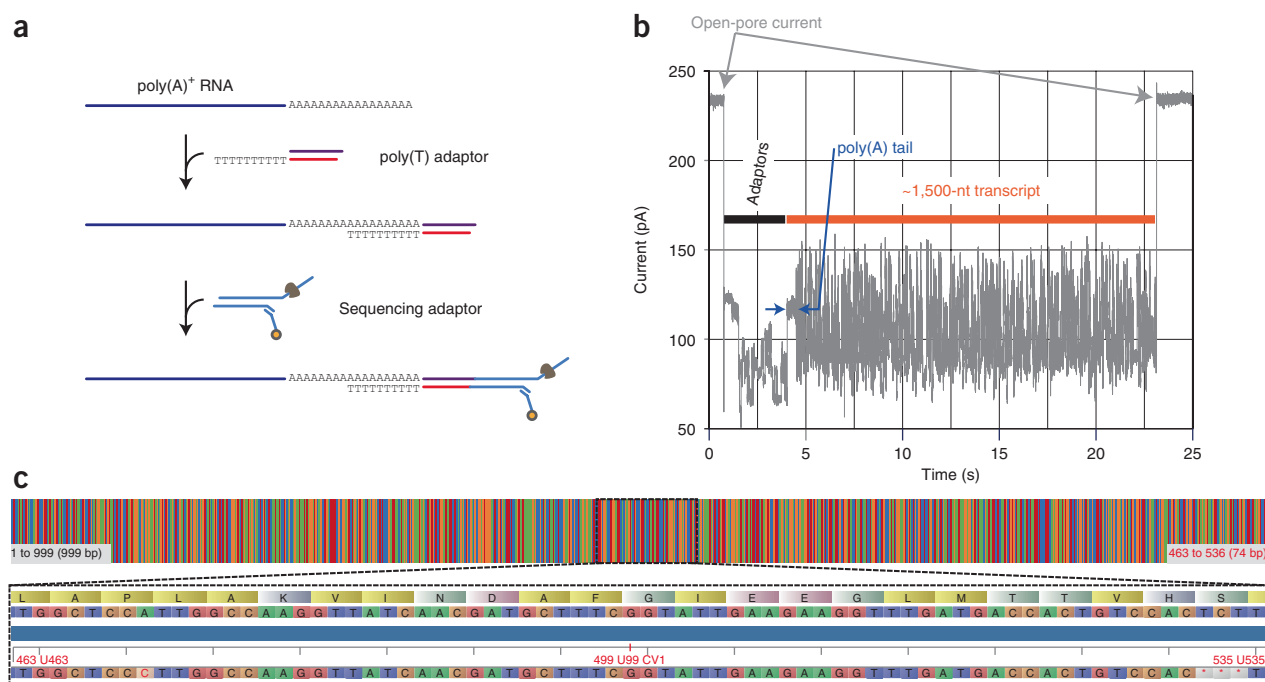 a
poly(A)+ RNA
AAAAAAAAAAAAAAAAA
TTTTTTTTTT
poly(T) adaptor
AAAAAAAAAAAAAAAAAA
TTTTTTTTTT
Sequencing adaptor
AAAAAAAAAAAAAAAAAA
TTTTTTTTTT
b
Open-pore current
250
200
150
100
50
Current (pA)
Adaptors
poly(A) tail
~1,500-nt transcript
0 5 10 15 20 25
Time (s)
c
1 to 999 (999 bp)
463 to 536 (74 bp)
L A P L A K V I N D A F G I E E G L M T T V H S
TGGCTCCATTGGCCAAGGTTATCAACGATGCTTTCGGTATTGAAGAAGGTTTGATGACCACTGTCCACTCTT
463 U463
499 U99 CV1
535 U535
TGGCTCCCTTGGCCAAGGTTATCAACGATGCTTTCGGTATTGAAGAAGGTTTGATGACCACTGTCCAC***T